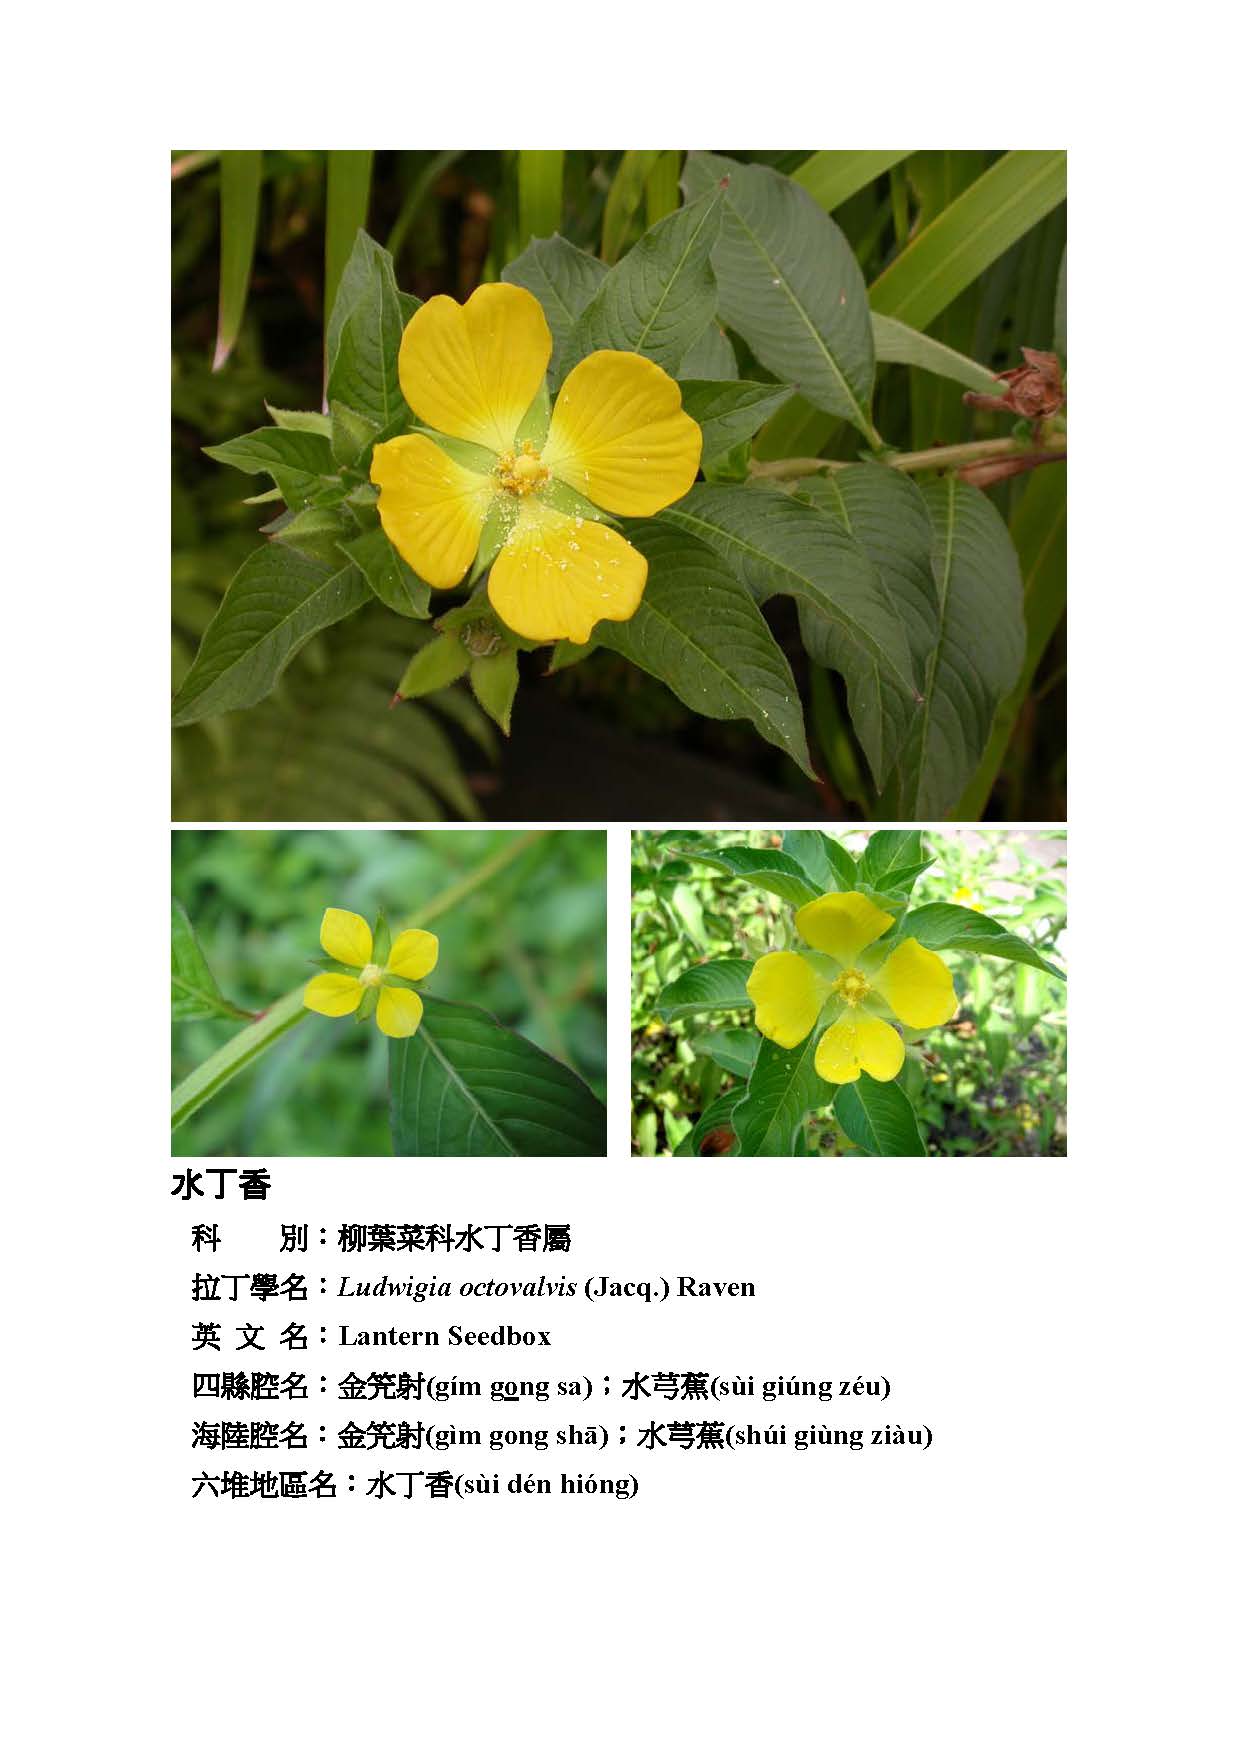 水丁香
科　　別：柳葉菜科水丁香屬
拉丁學名：Ludwigia octovalvis (Jacq.) Raven
英 文 名：Lantern Seedbox
四縣腔名：金笐射(gím gong sa)；水芎蕉(sùi giúng zéu)
海陸腔名：金笐射(gìm gong shā)；水芎蕉(shúi giùng ziàu)
六堆地區名：水丁香(sùi dén hióng)